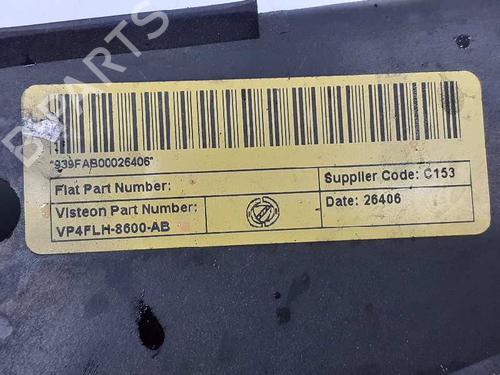 B-PARTS
*939FAB00026406*
Fiat Part Number:
Supplier Code: C153
Visteon Part Number:
VP4FLH-8600-AB
Date: 26406